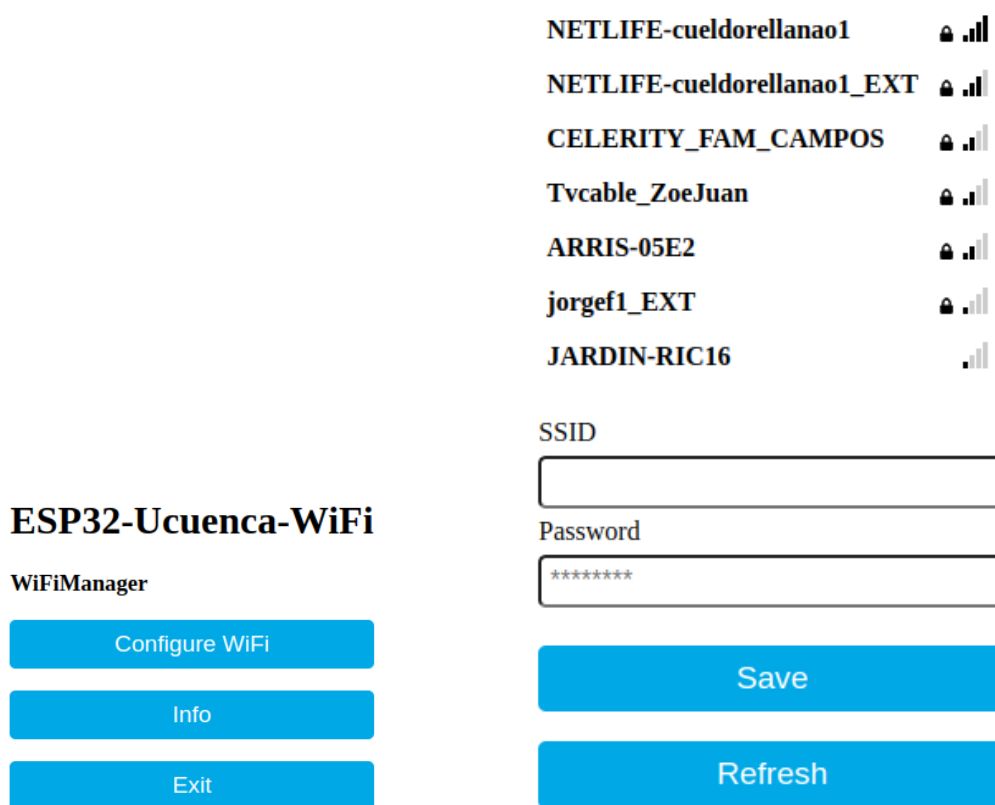 ESP32-Ucuenca-WiFi
WiFiManager
Configure WiFi
Info
Exit
NETLIFE-cueldorellanao1
NETLIFE-cueldorellanao1_EXT
CELERITY_FAM_CAMPOS
Tvcable_ZoeJuan
ARRIS-05E2
jorgef1_EXT
JARDIN-RIC16
SSID
Password
********
Save
Refresh